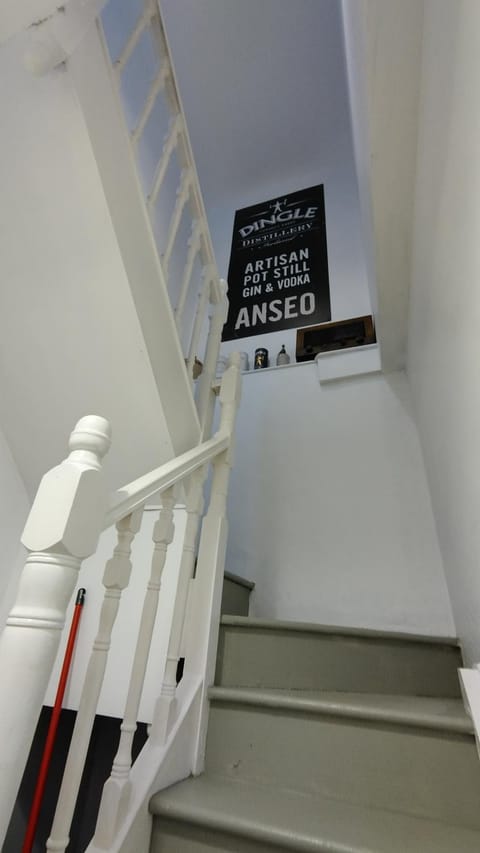 DINGLE
DISTILLERY
ARTISAN
POT STILL
GIN & VODKA
ANSEO